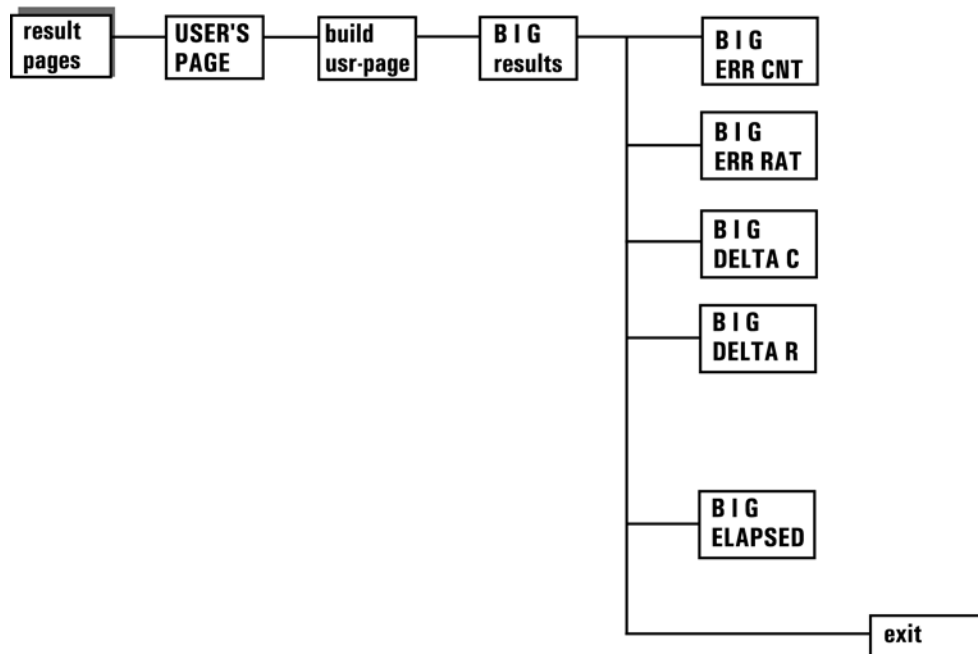 result
pages
USER'S
PAGE
build
usr-page
B I G
results
B I G
ERR CNT
B I G
ERR RAT
B I G
DELTA C
B I G
DELTA R
B I G
ELAPSED
exit